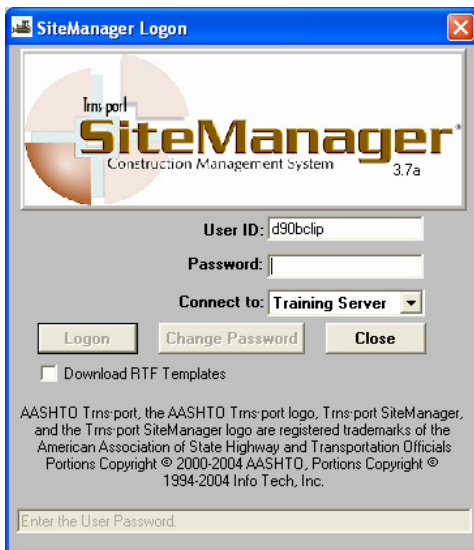 SiteManager Logon
Trns·port
SiteManager®
Construction Management System
3.7a
User ID: d90bclip
Password:
Connect to: Training Server
Logon Change Password Close
Download RTF Templates
AASHTO Trns·port, the AASHTO Trns·port logo, Trns·port SiteManager,
and the Trns·port SiteManager logo are registered trademarks of the
American Association of State Highway and Transportation Officials
Portions Copyright © 2000-2004 AASHTO, Portions Copyright ©
1994-2004 Info Tech, Inc.
Enter the User Password.